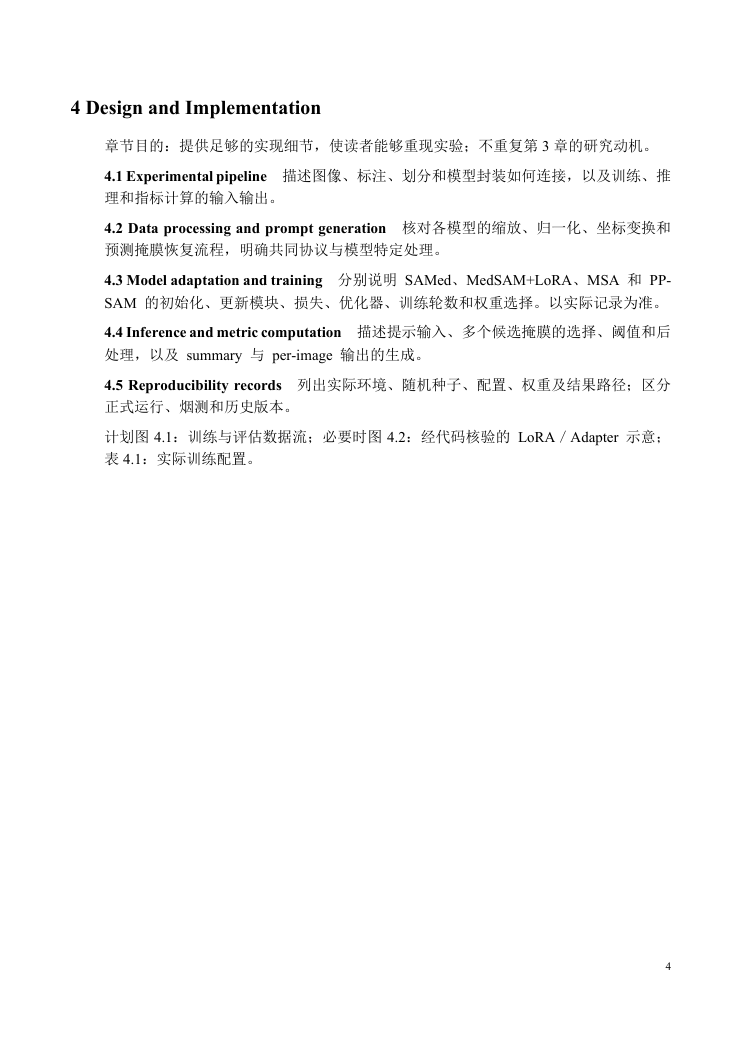 4 Design and Implementation
章节目的：提供足够的实现细节，使读者能够重现实验；不重复第 3 章的研究动机。
4.1 Experimental pipeline 描述图像、标注、划分和模型封装如何连接，以及训练、推
理和指标计算的输入输出。
4.2 Data processing and prompt generation 核对各模型的缩放、归一化、坐标变换和
预测掩膜恢复流程，明确共同协议与模型特定处理。
4.3 Model adaptation and training 分别说明 SAMed、MedSAM+LoRA、MSA 和 PP-
SAM 的初始化、更新模块、损失、优化器、训练轮数和权重选择。以实际记录为准。
4.4 Inference and metric computation 描述提示输入、多个候选掩膜的选择、阈值和后
处理，以及 summary 与 per-image 输出的生成。
4.5 Reproducibility records 列出实际环境、随机种子、配置、权重及结果路径；区分
正式运行、烟测和历史版本。
计划图 4.1：训练与评估数据流；必要时图 4.2：经代码核验的 LoRA／Adapter 示意；
表 4.1：实际训练配置。
4